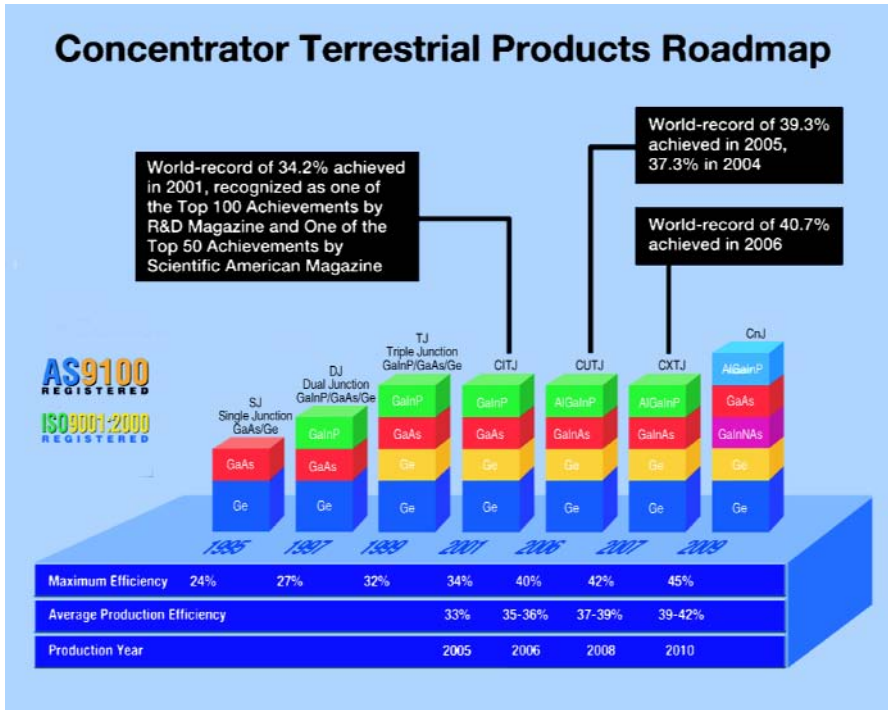 Concentrator Terrestrial Products Roadmap
World-record of 39.3%
achieved in 2005,
37.3% in 2004
World-record of 34.2% achieved
in 2001, recognized as one of
the Top 100 Achievements by
R&D Magazine and One of the
Top 50 Achievements by
Scientific American Magazine
World-record of 40.7%
achieved in 2006
AS9100
REGISTERED
ISO9001:2000
REGISTERED
SJ
Single Junction
GaAs/Ge
GaAs
Ge
DJ
Dual Junction
GaInP/GaAs/Ge
GaInP
GaAs
Ge
TJ
Triple Junction
GaInP/GaAs/Ge
GaInP
GaAs
Ge
Ge
CITJ
GaInP
GaAs
Ge
Ge
CUTJ
AlGaInP
GaInAs
Ge
Ge
CXTJ
AlGaInP
GaInAs
Ge
Ge
CnJ
AlGaInP
GaAs
GaInNAs
Ge
Ge
1995 1997 1999 2001 2006 2007 2009
Maximum Efficiency 24% 27% 32% 34% 40% 42% 45%
Average Production Efficiency 33% 35-36% 37-39% 39-42%
Production Year 2005 2006 2008 2010